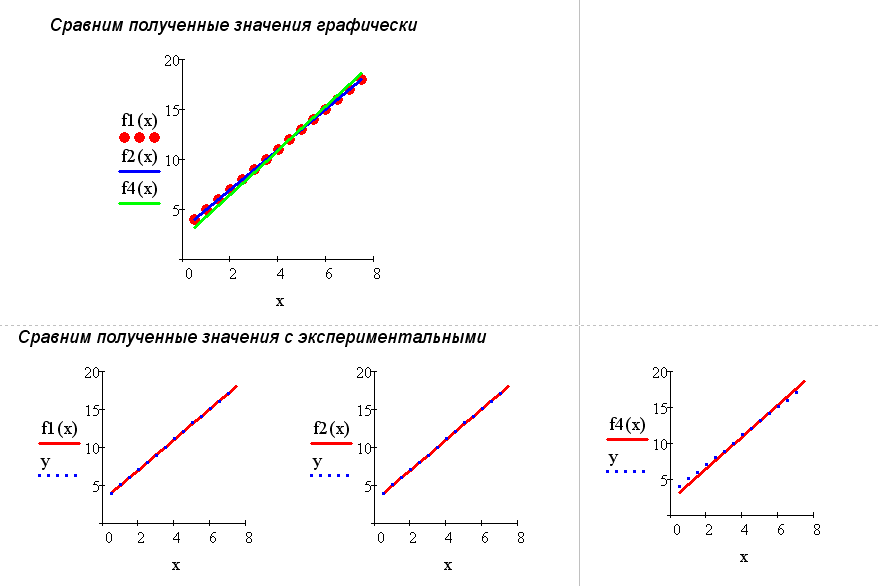 Сравним полученные значения графически
20
15
10
5
f1(x)
f2(x)
f4(x)
0 2 4 6 8
x
Сравним полученные значения с экспериментальными
20
15
10
5
f1(x)
y
0 2 4 6 8
x
20
15
10
5
f2(x)
y
0 2 4 6 8
x
20
15
10
5
f4(x)
y
0 2 4 6 8
x